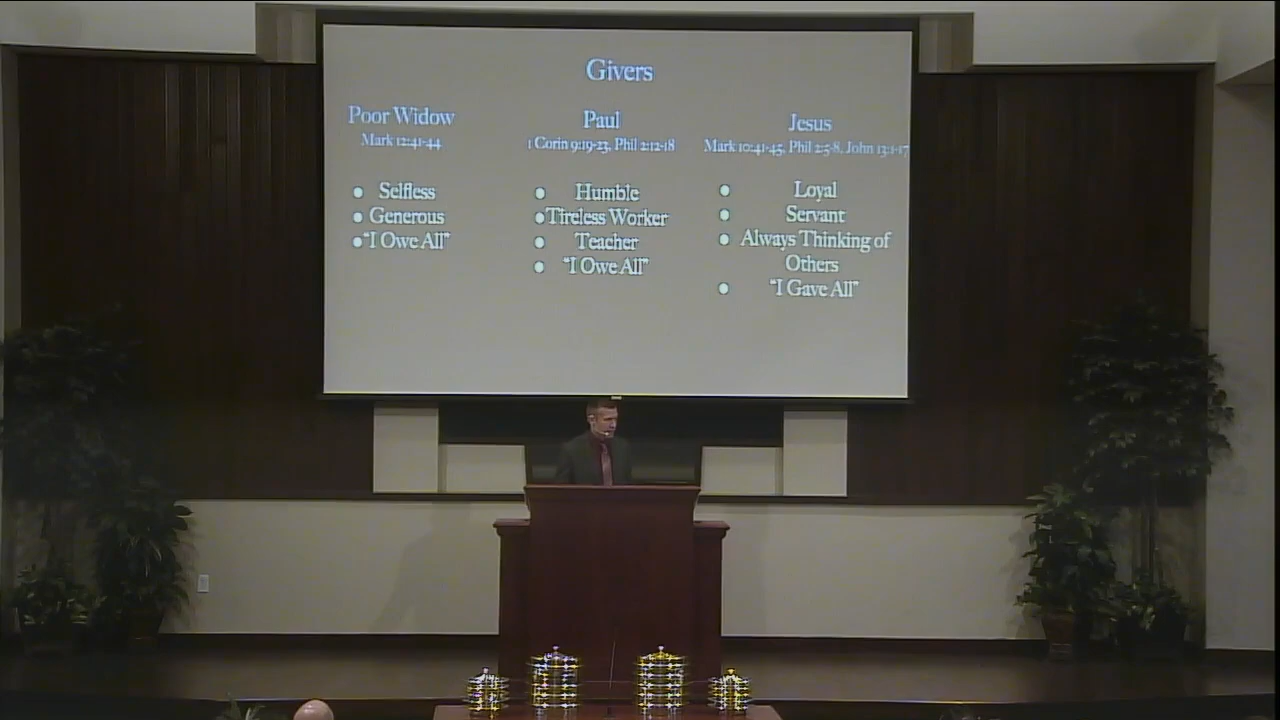 Givers
Poor Widow
Mark 12:41-44
• Selfless
• Generous
• "I Owe All"
Paul
1 Corin 9:19-23, Phil 2:12-18
• Humble
• Tireless Worker
• Teacher
• "I Owe All"
Jesus
Mark 10:41-45, Phil 2:5-8, John 13:1-17
• Loyal
• Servant
• Always Thinking of
Others
• "I Gave All"